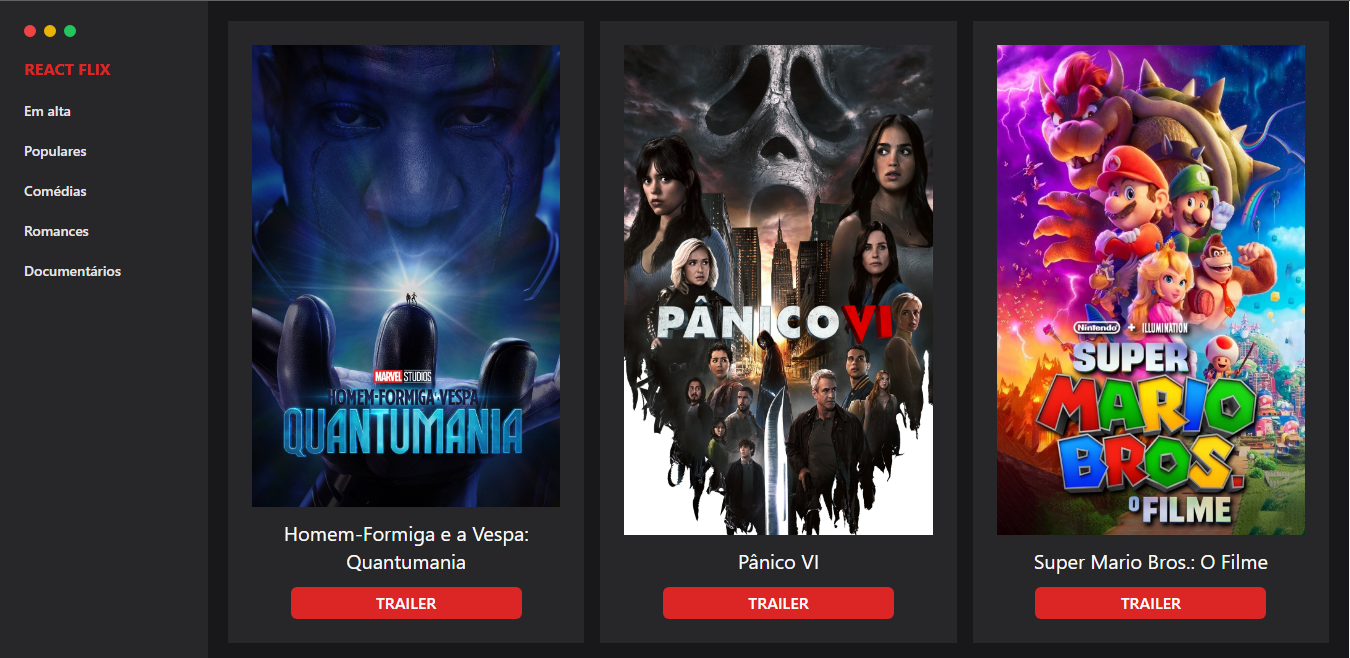 REACT FLIX
Em alta
Populares
Comédias
Romances
Documentários
MARVEL STUDIOS
HOMEM-FORMIGA E VESPA
QUANTUMANIA
Homem-Formiga e a Vespa:
Quantumania
TRAILER
PÂNICO VI
Pânico VI
TRAILER
Nintendo + ILLUMINATION
SUPER
MARIO
BROS.
O FILME
Super Mario Bros.: O Filme
TRAILER